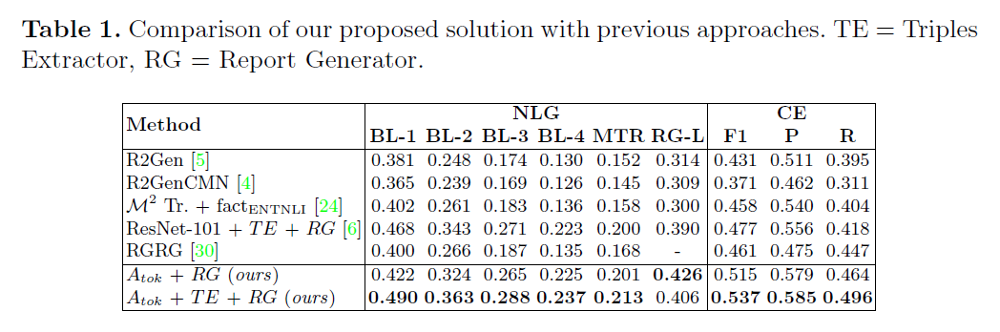 Table 1. Comparison of our proposed solution with previous approaches. TE = Triples
Extractor, RG = Report Generator.
Method NLG CE
BL-1 BL-2 BL-3 BL-4 MTR RG-L F1 P R
R2Gen [5] 0.381 0.248 0.174 0.130 0.152 0.314 0.431 0.511 0.395
R2GenCMN [4] 0.365 0.239 0.169 0.126 0.145 0.309 0.371 0.462 0.311
M² Tr. + factENTNLI [24] 0.402 0.261 0.183 0.136 0.158 0.300 0.458 0.540 0.404
ResNet-101 + TE + RG [6] 0.468 0.343 0.271 0.223 0.200 0.390 0.477 0.556 0.418
RGRG [30] 0.400 0.266 0.187 0.135 0.168 - 0.461 0.475 0.447
Atok + RG (ours) 0.422 0.324 0.265 0.225 0.201 0.426 0.515 0.579 0.464
Atok + TE + RG (ours) 0.490 0.363 0.288 0.237 0.213 0.406 0.537 0.585 0.496